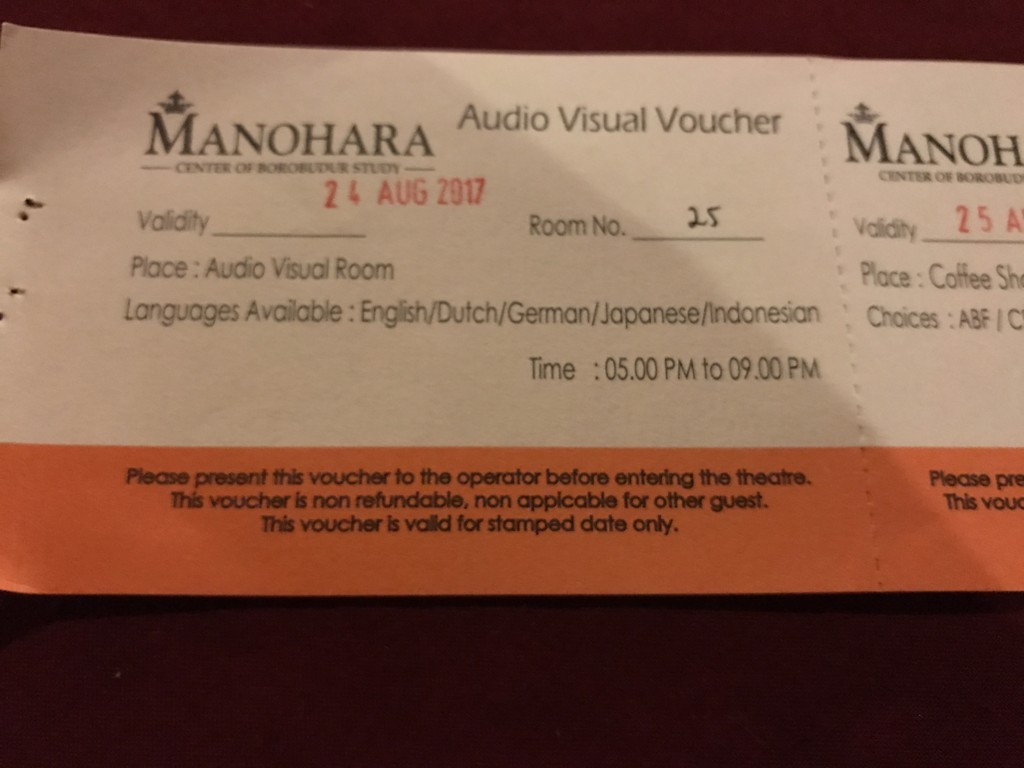 MANOHARA Audio Visual Voucher
CENTER OF BOROBUDUR STUDY
24 AUG 2017
Validity
Room No. 25
Place : Audio Visual Room
Languages Available : English/Dutch/German/Japanese/Indonesian
Time : 05.00 PM to 09.00 PM
Please present this voucher to the operator before entering the theatre.
This voucher is non refundable, non applcable for other guest.
This voucher is valid for stamped date only.
MANOH
CENTER OF BOROBUD
Validity 25 A
Place : Coffee Sho
Choices : ABF / C
Please pre
This vouc